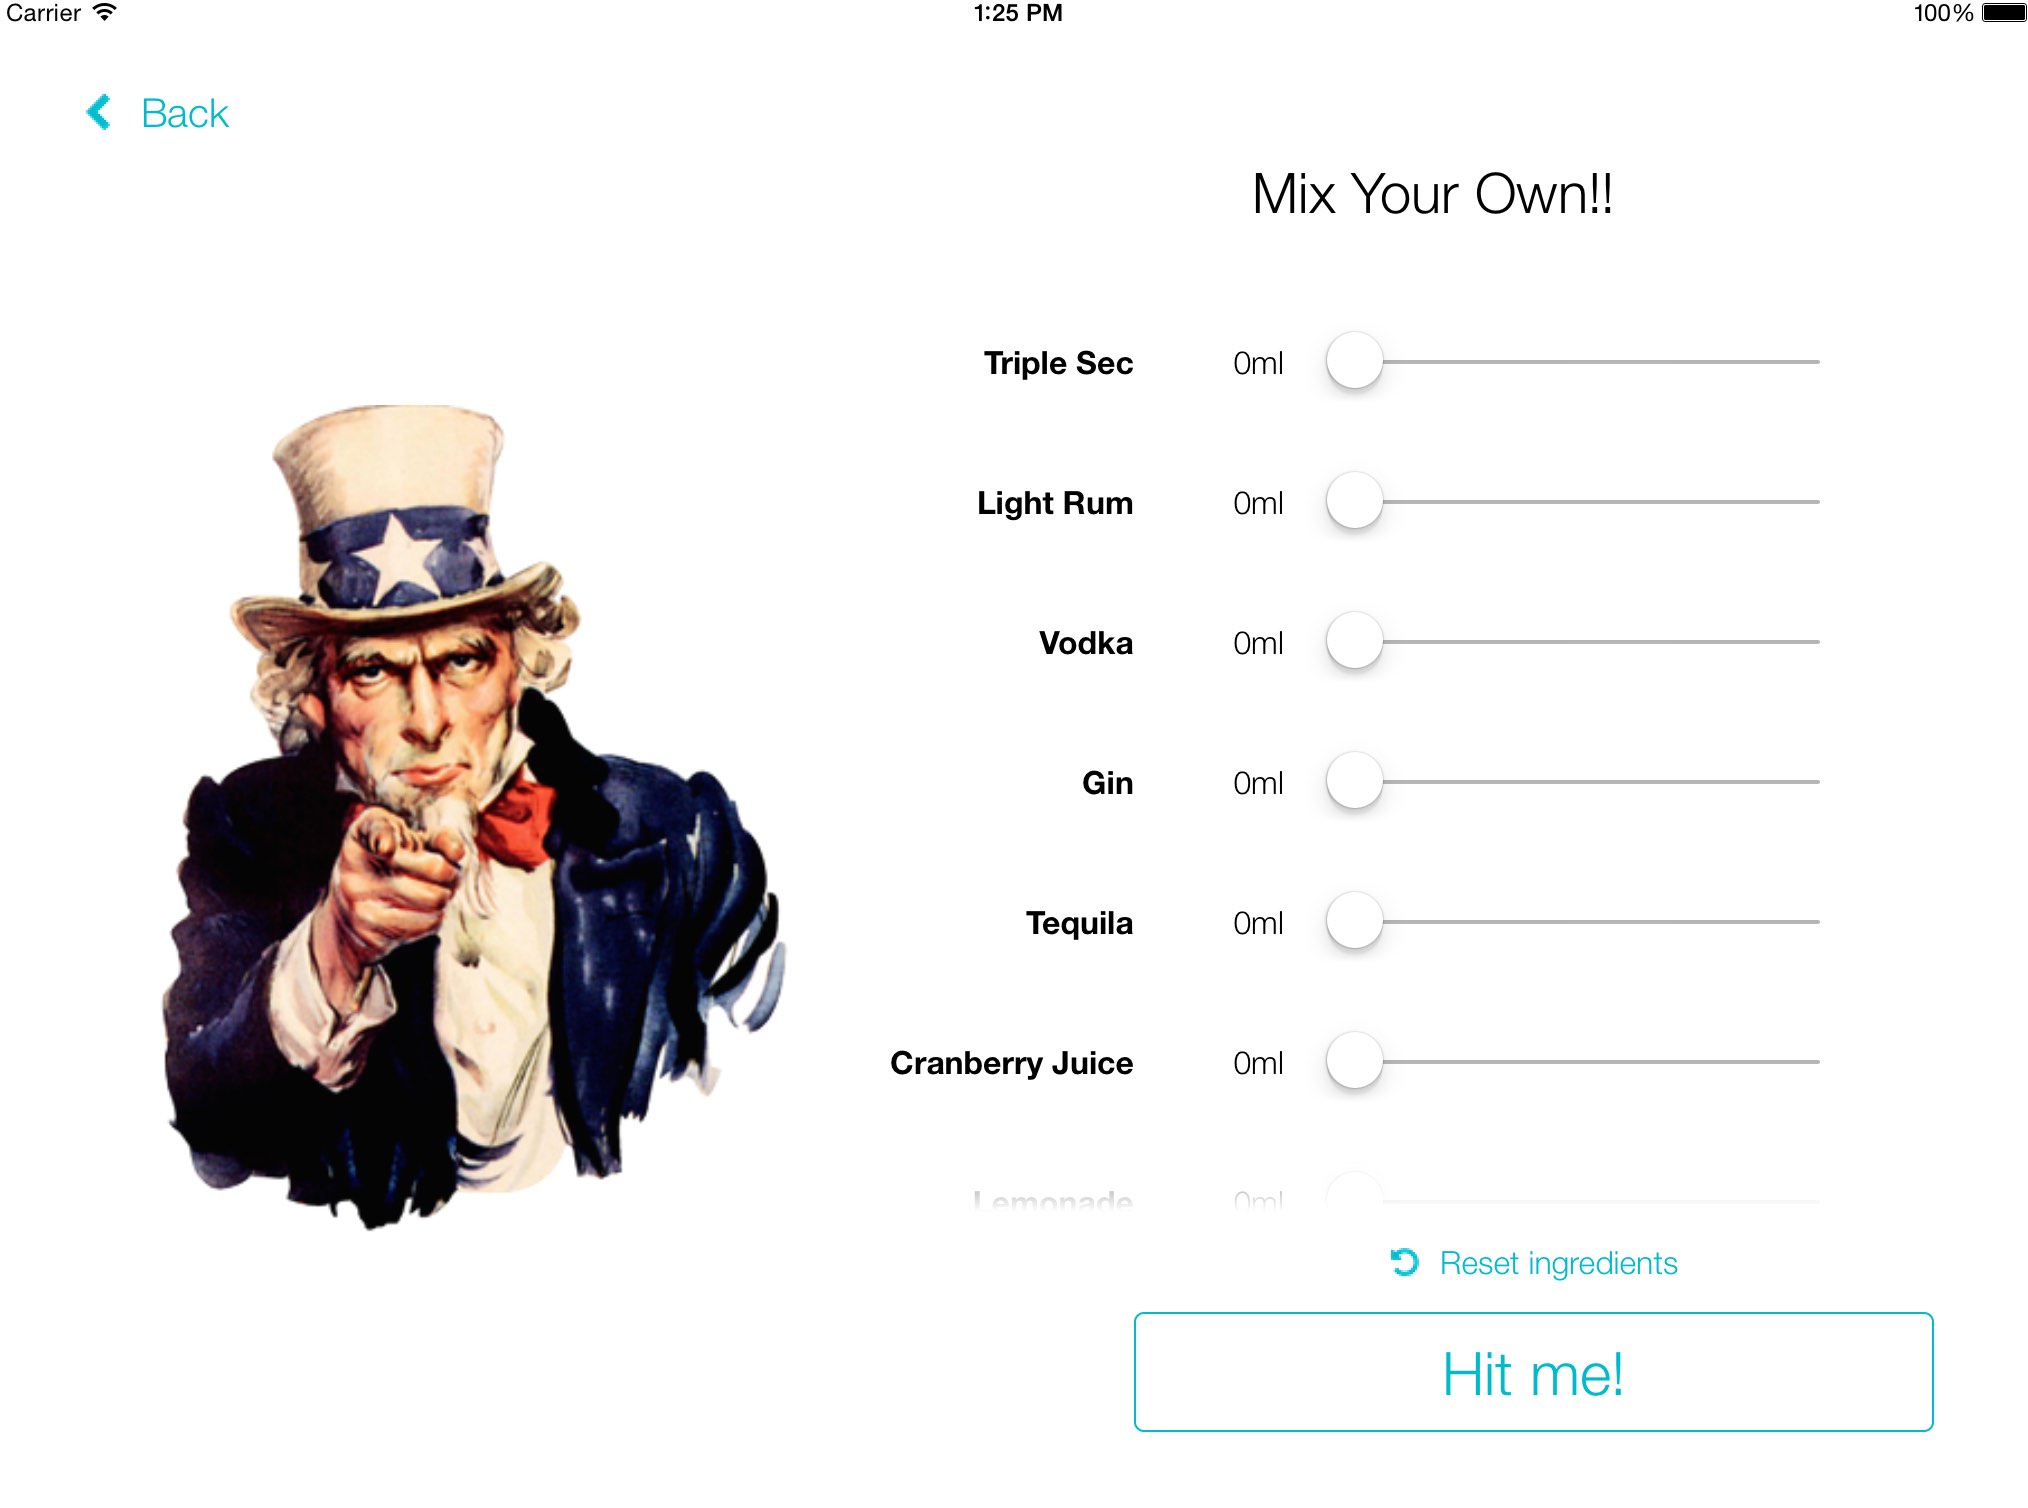 Carrier 1:25 PM 100%
Back
Mix Your Own!!
Triple Sec 0ml
Light Rum 0ml
Vodka 0ml
Gin 0ml
Tequila 0ml
Cranberry Juice 0ml
Lemonade 0ml
Reset ingredients
Hit me!